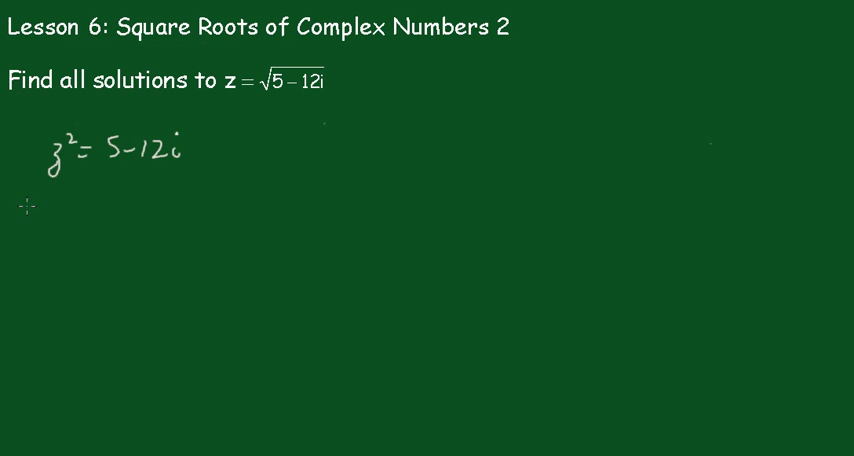 Lesson 6: Square Roots of Complex Numbers 2
Find all solutions to z = √5 − 12i
z² = 5 − 12i